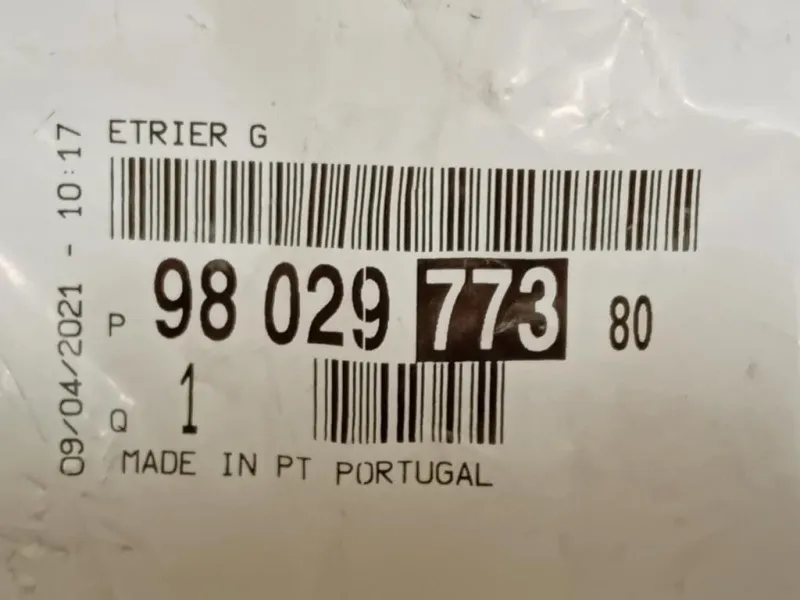 ETRIER G
P 98 029 773 80
Q 1
MADE IN PT PORTUGAL
09/04/2021 - 10:17